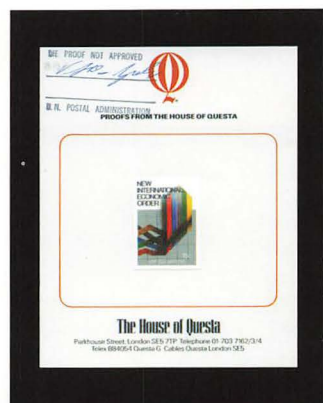 DIE PROOF NOT APPROVED
U.N. POSTAL ADMINISTRATION
PROOFS FROM THE HOUSE OF QUESTA
NEW
INTERNATIONAL
ECONOMIC
ORDER
The House of Questa
Parkhouse Street, London SE5 7TP Telephone 01-703 7162/3/4
Telex 884054 Questa G Cables Questa London SE5